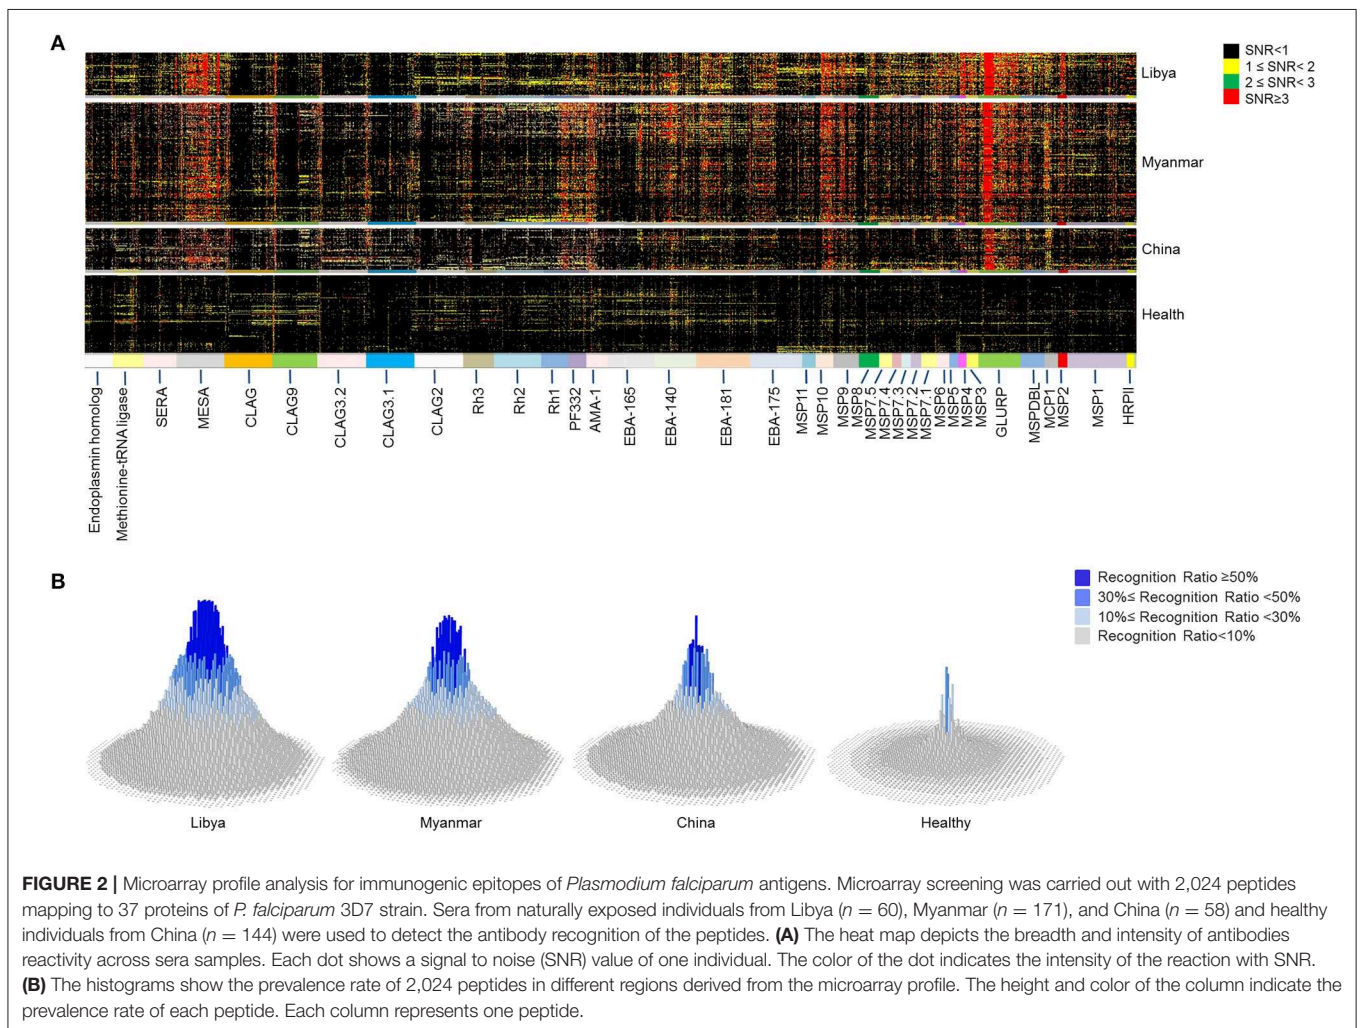 A
Libya
Myanmar
China
Health
SNR<1
1 ≤ SNR< 2
2 ≤ SNR< 3
SNR≥3
Endoplasmin homolog
Methionine-tRNA ligase
SERA
MESA
CLAG
CLAG9
CLAG3.2
CLAG3.1
CLAG2
Rh3
Rh2
Rh1
PF332
AMA-1
EBA-165
EBA-140
EBA-181
EBA-175
MSP11
MSP10
MSP9
MSP8
MSP7.5
MSP7.4
MSP7.3
MSP7.2
MSP7.1
MSP6
MSP5
MSP4
MSP3
GLURP
MSPDBL
MCP1
MSP2
MSP1
HRPII
B
Recognition Ratio ≥50%
30%≤ Recognition Ratio <50%
10%≤ Recognition Ratio <30%
Recognition Ratio<10%
Libya
Myanmar
China
Healthy
FIGURE 2 | Microarray profile analysis for immunogenic epitopes of Plasmodium falciparum antigens. Microarray screening was carried out with 2,024 peptides
mapping to 37 proteins of P. falciparum 3D7 strain. Sera from naturally exposed individuals from Libya (n = 60), Myanmar (n = 171), and China (n = 58) and healthy
individuals from China (n = 144) were used to detect the antibody recognition of the peptides. (A) The heat map depicts the breadth and intensity of antibodies
reactivity across sera samples. Each dot shows a signal to noise (SNR) value of one individual. The color of the dot indicates the intensity of the reaction with SNR.
(B) The histograms show the prevalence rate of 2,024 peptides in different regions derived from the microarray profile. The height and color of the column indicate the
prevalence rate of each peptide. Each column represents one peptide.